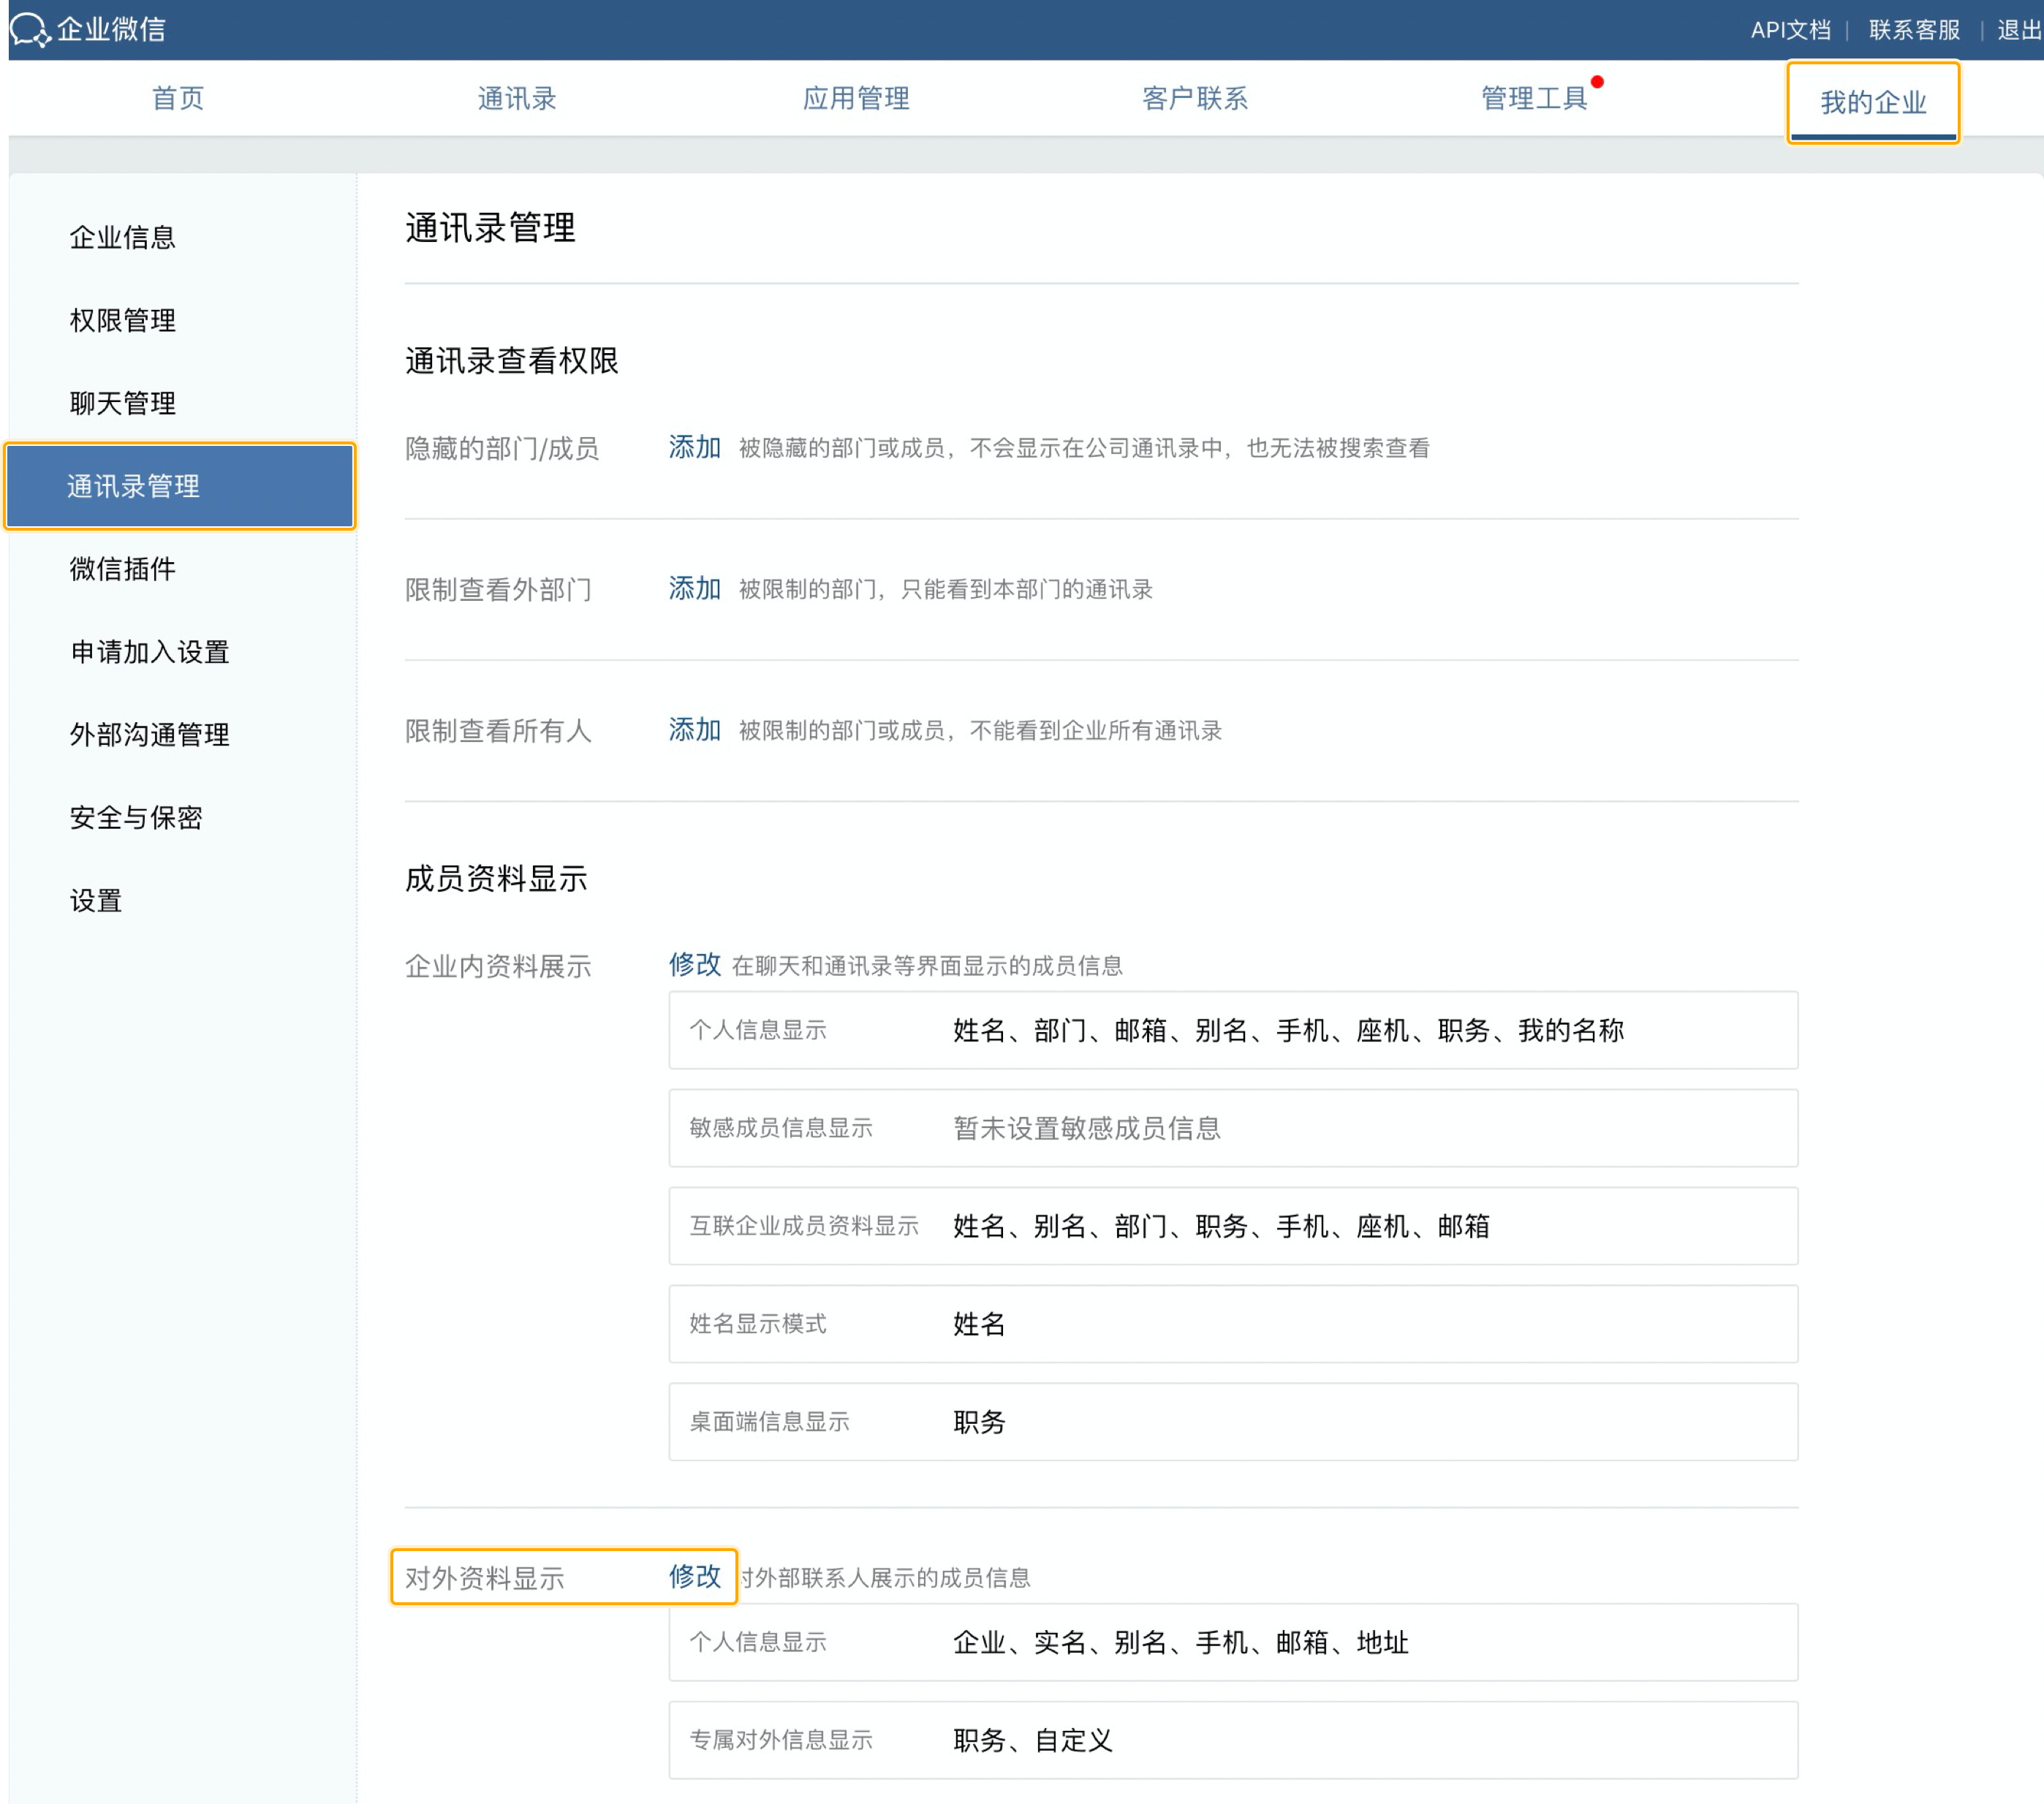 企业微信
API文档 | 联系客服 | 退出
首页 通讯录 应用管理 客户联系 管理工具 我的企业
企业信息
权限管理
聊天管理
通讯录管理
微信插件
申请加入设置
外部沟通管理
安全与保密
设置
通讯录管理
通讯录查看权限
隐藏的部门/成员 添加 被隐藏的部门或成员，不会显示在公司通讯录中，也无法被搜索查看
限制查看外部门 添加 被限制的部门，只能看到本部门的通讯录
限制查看所有人 添加 被限制的部门或成员，不能看到企业所有通讯录
成员资料显示
企业内资料展示 修改 在聊天和通讯录等界面显示的成员信息
个人信息显示 姓名、部门、邮箱、别名、手机、座机、职务、我的名称
敏感成员信息显示 暂未设置敏感成员信息
互联企业成员资料显示 姓名、别名、部门、职务、手机、座机、邮箱
姓名显示模式 姓名
桌面端信息显示 职务
对外资料显示 修改 对外部联系人展示的成员信息
个人信息显示 企业、实名、别名、手机、邮箱、地址
专属对外信息显示 职务、自定义